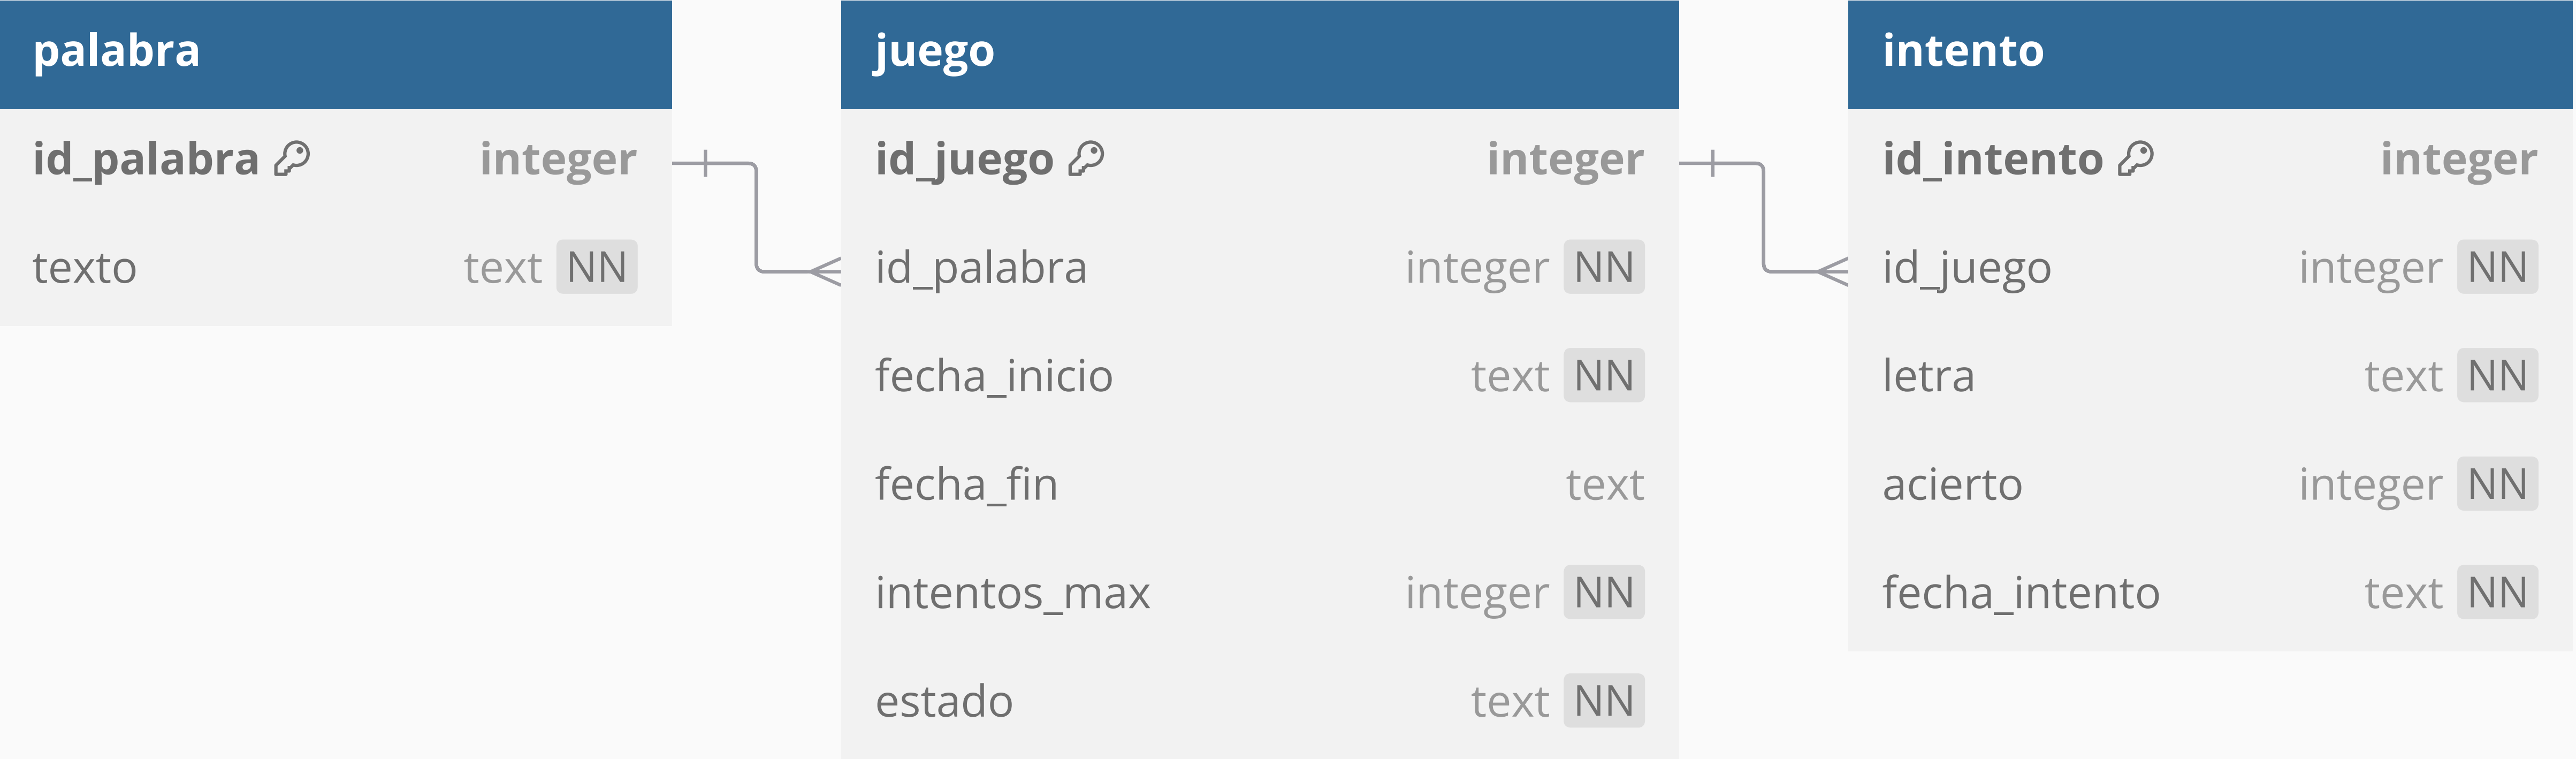 palabra
id_palabra integer
texto text NN
juego
id_juego integer
id_palabra integer NN
fecha_inicio text NN
fecha_fin text
intentos_max integer NN
estado text NN
intento
id_intento integer
id_juego integer NN
letra text NN
acierto integer NN
fecha_intento text NN